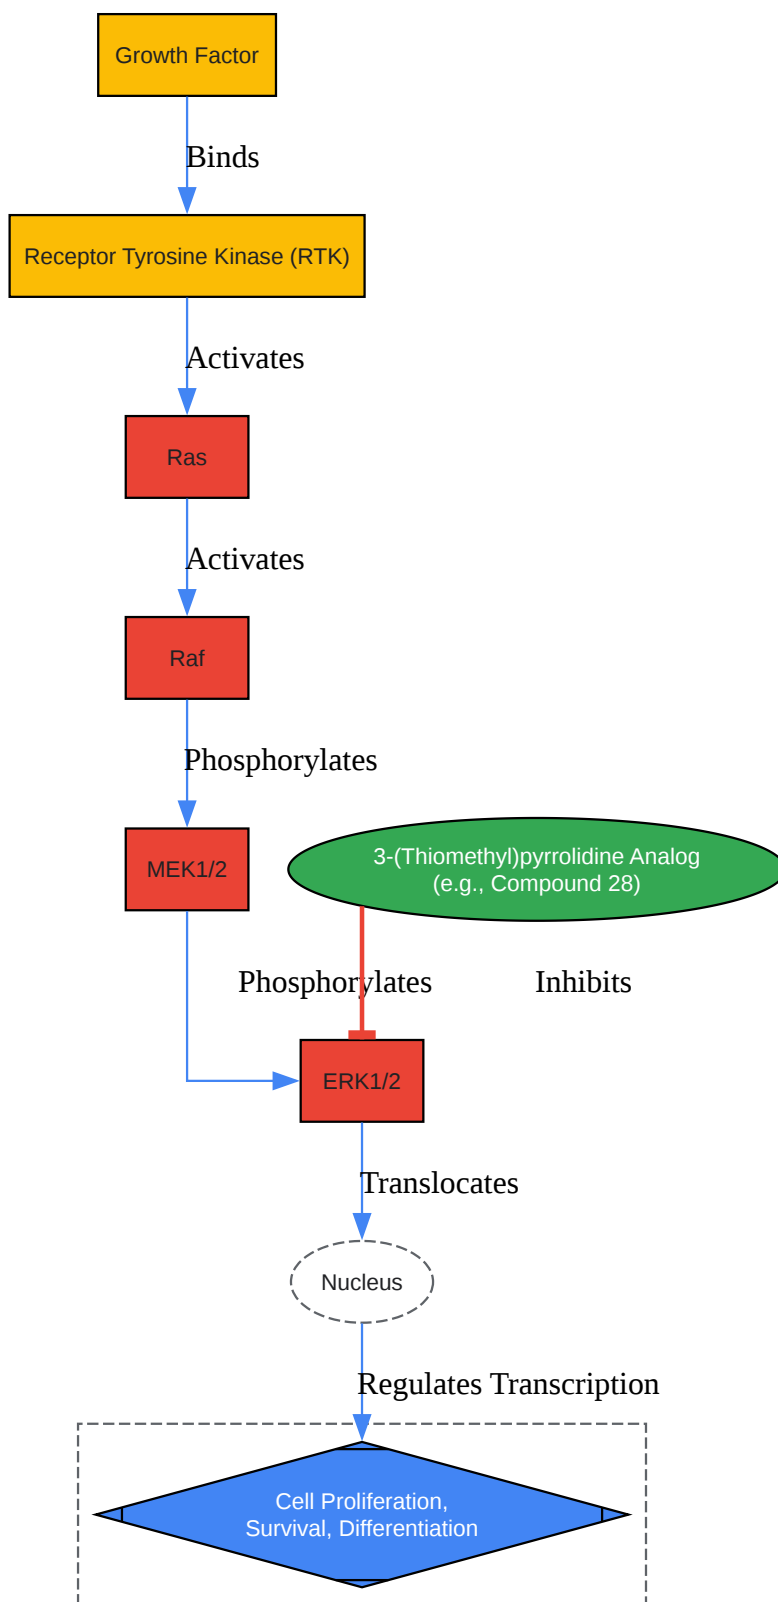 Growth Factor
Binds
Receptor Tyrosine Kinase (RTK)
Activates
Ras
Activates
Raf
Phosphorylates
MEK1/2
3-(Thiomethyl)pyrrolidine Analog
(e.g., Compound 28)
Phosphorylates
Inhibits
ERK1/2
Translocates
Nucleus
Regulates Transcription
Cell Proliferation,
Survival, Differentiation